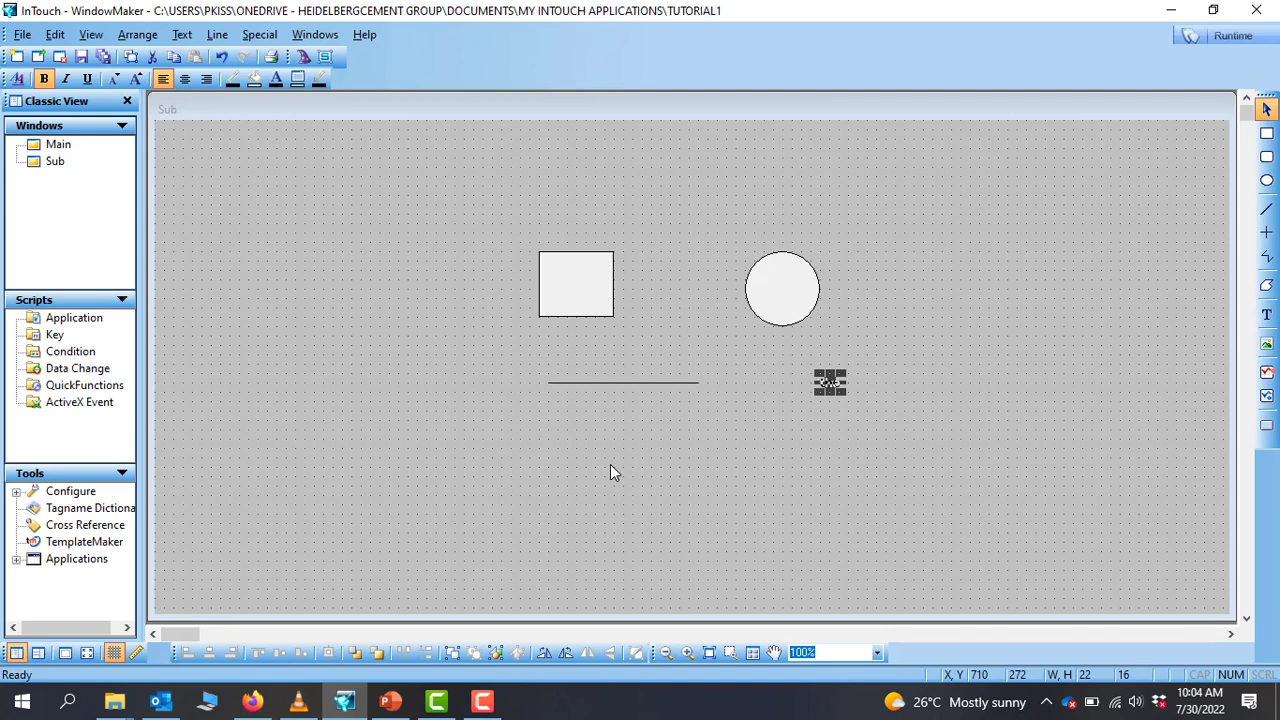 InTouch - WindowMaker - C:\USERS\PKISS\ONEDRIVE - HEIDELBERGCEMENT GROUP\DOCUMENTS\MY INTOUCH APPLICATIONS\TUTORIAL1
File Edit View Arrange Text Line Special Windows Help
Runtime
B I U A A A
Classic View
Windows
Main
Sub
Scripts
Application
Key
Condition
Data Change
QuickFunctions
ActiveX Event
Tools
Configure
Tagname Dictiona
Cross Reference
TemplateMaker
Applications
Sub
T
100%
Ready
X, Y 710 272 W, H 22 16 CAP NUM SCRL
26°C Mostly sunny
10:04 AM
7/30/2022